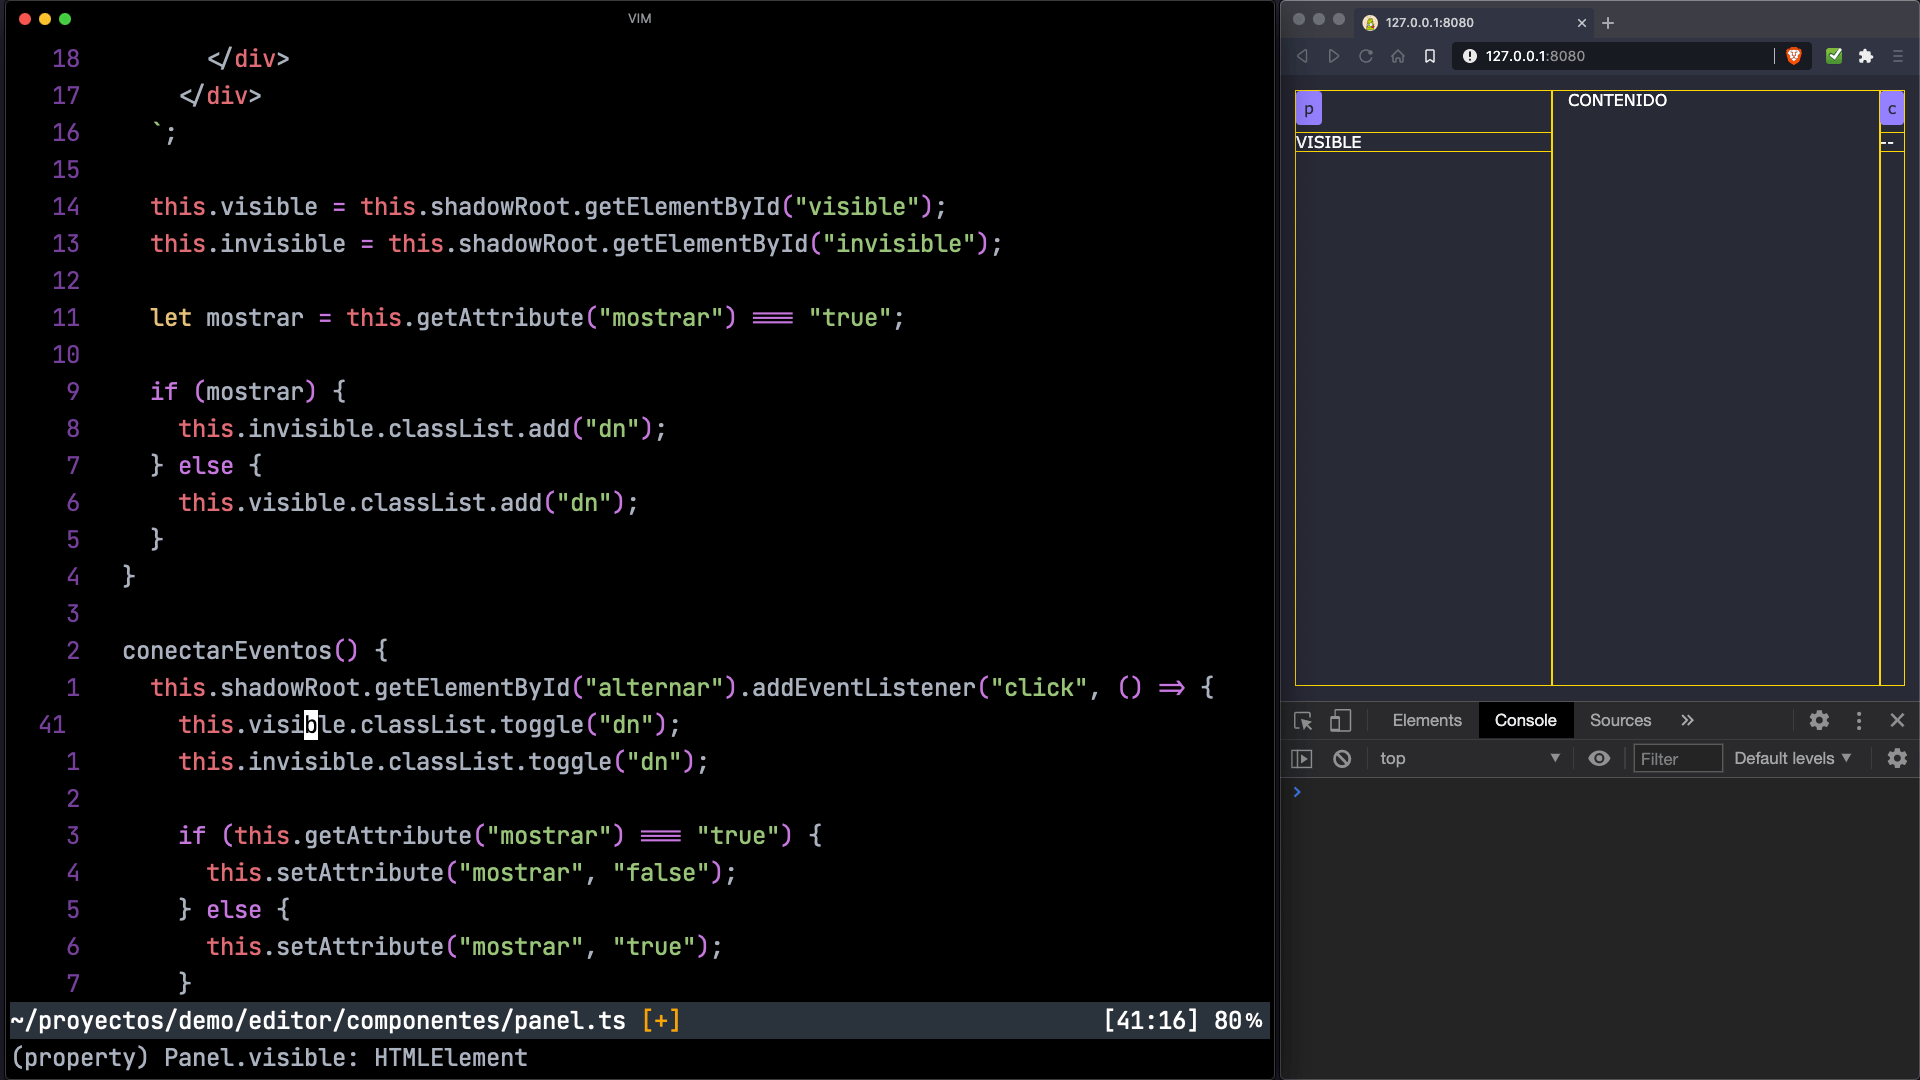 VIM
18 </div>
17 </div>
16 `;
15
14 this.visible = this.shadowRoot.getElementById("visible");
13 this.invisible = this.shadowRoot.getElementById("invisible");
12
11 let mostrar = this.getAttribute("mostrar") === "true";
10
9 if (mostrar) {
8 this.invisible.classList.add("dn");
7 } else {
6 this.visible.classList.add("dn");
5 }
4 }
3
2 conectarEventos() {
1 this.shadowRoot.getElementById("alternar").addEventListener("click", () => {
41 this.visible.classList.toggle("dn");
1 this.invisible.classList.toggle("dn");
2
3 if (this.getAttribute("mostrar") === "true") {
4 this.setAttribute("mostrar", "false");
5 } else {
6 this.setAttribute("mostrar", "true");
7 }
~/proyectos/demo/editor/componentes/panel.ts [+] [41:16] 80%
(property) Panel.visible: HTMLElement
127.0.0.1:8080
127.0.0.1:8080
p
CONTENIDO
c
VISIBLE
--
Elements Console Sources »
top Filter Default levels